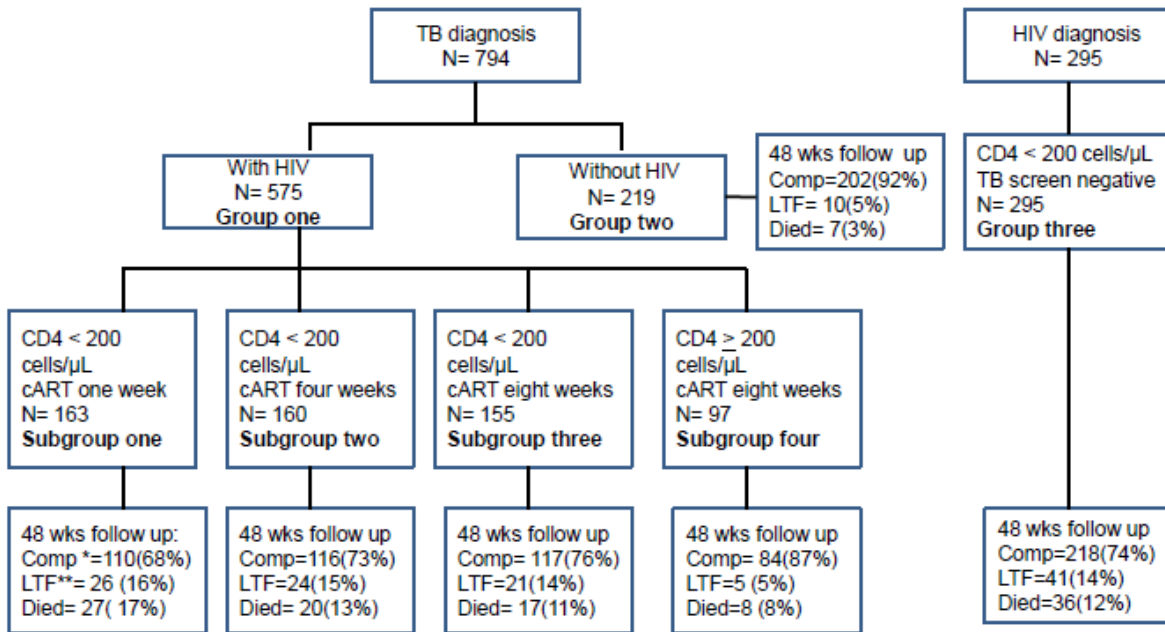 TB diagnosis
N= 794
HIV diagnosis
N= 295
With HIV
N= 575
Group one
Without HIV
N= 219
Group two
48 wks follow  up
Comp=202(92%)
LTF= 10(5%)
Died= 7(3%)
CD4 < 200 cells/µL
TB screen negative
N= 295
Group three
CD4 < 200
cells/µL
cART one week
N= 163
Subgroup one
CD4 < 200
cells/µL
cART four weeks
N= 160
Subgroup two
CD4 < 200
cells/µL
cART eight weeks
N= 155
Subgroup three
CD4 ≥ 200
cells/µL
cART eight weeks
N= 97
Subgroup four
48 wks follow up:
Comp *=110(68%)
LTF**= 26 (16%)
Died= 27( 17%)
48 wks follow up
Comp=116(73%)
LTF=24(15%)
Died= 20(13%)
48 wks follow up
Comp= 117(76%)
LTF=21(14%)
Died= 17(11%)
48 wks follow up
Comp= 84(87%)
LTF=5 (5%)
Died=8 (8%)
48 wks follow up
Comp=218(74%)
LTF=41(14%)
Died=36(12%)